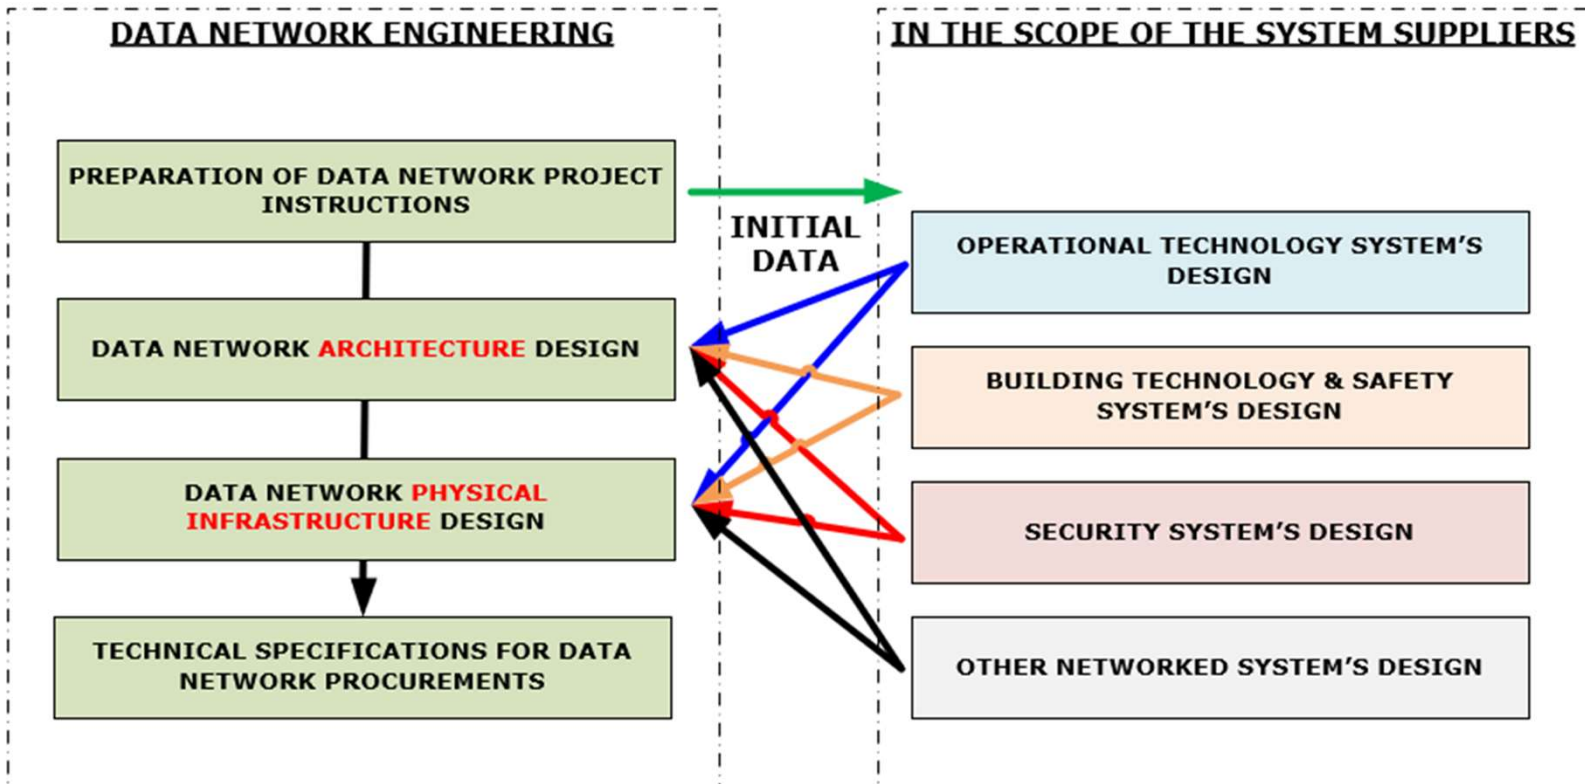 DATA NETWORK ENGINEERING
PREPARATION OF DATA NETWORK PROJECT
INSTRUCTIONS
DATA NETWORK ARCHITECTURE DESIGN
DATA NETWORK PHYSICAL
INFRASTRUCTURE DESIGN
TECHNICAL SPECIFICATIONS FOR DATA
NETWORK PROCUREMENTS
INITIAL
DATA
IN THE SCOPE OF THE SYSTEM SUPPLIERS
OPERATIONAL TECHNOLOGY SYSTEM’S
DESIGN
BUILDING TECHNOLOGY & SAFETY
SYSTEM’S DESIGN
SECURITY SYSTEM’S DESIGN
OTHER NETWORKED SYSTEM’S DESIGN